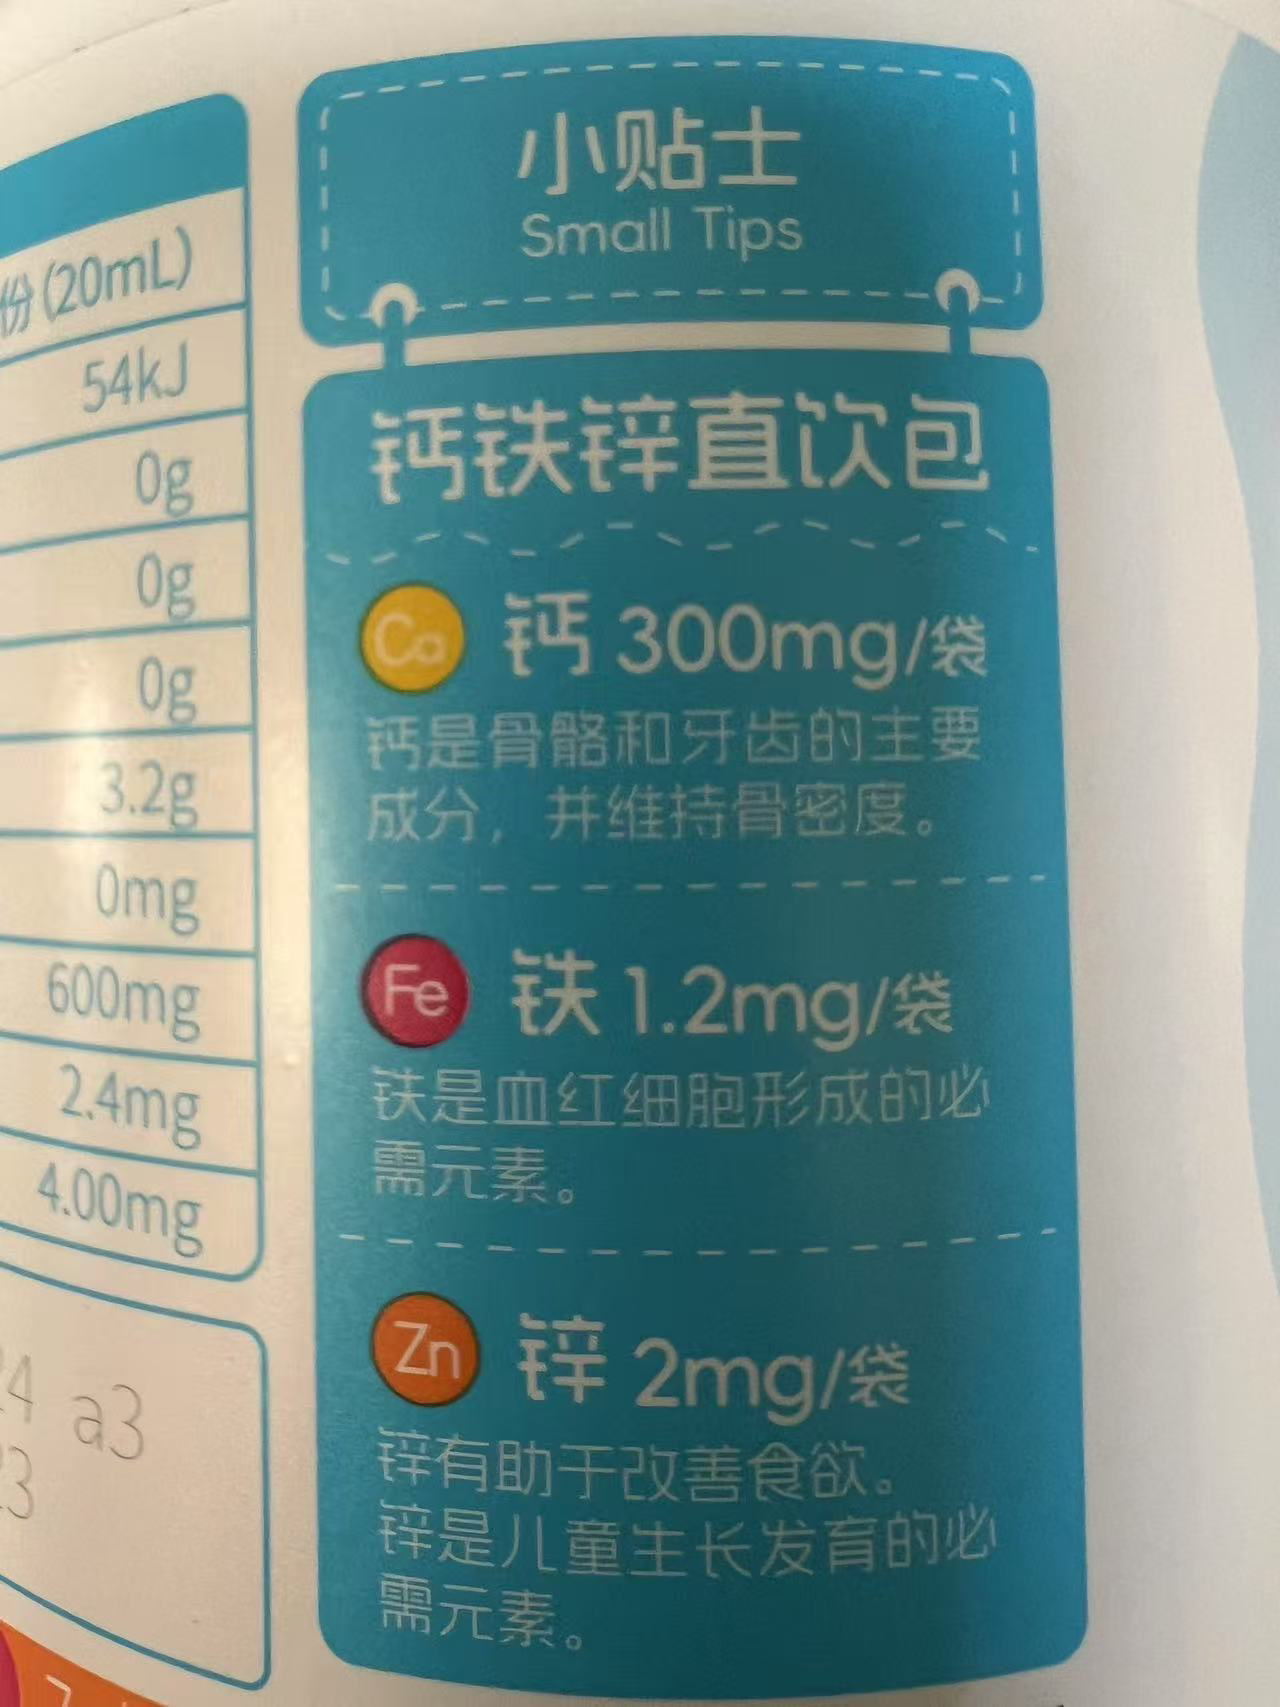 份(20mL)
54kJ
0g
0g
0g
3.2g
0mg
600mg
2.4mg
4.00mg
24 a3
23
小贴士
Small Tips
钙铁锌直饮包
Ca 钙 300mg/袋
钙是骨骼和牙齿的主要
成分，并维持骨密度。
Fe 铁 1.2mg/袋
铁是血红细胞形成的必
需元素。
Zn 锌 2mg/袋
锌有助于改善食欲。
锌是儿童生长发育的必
需元素。